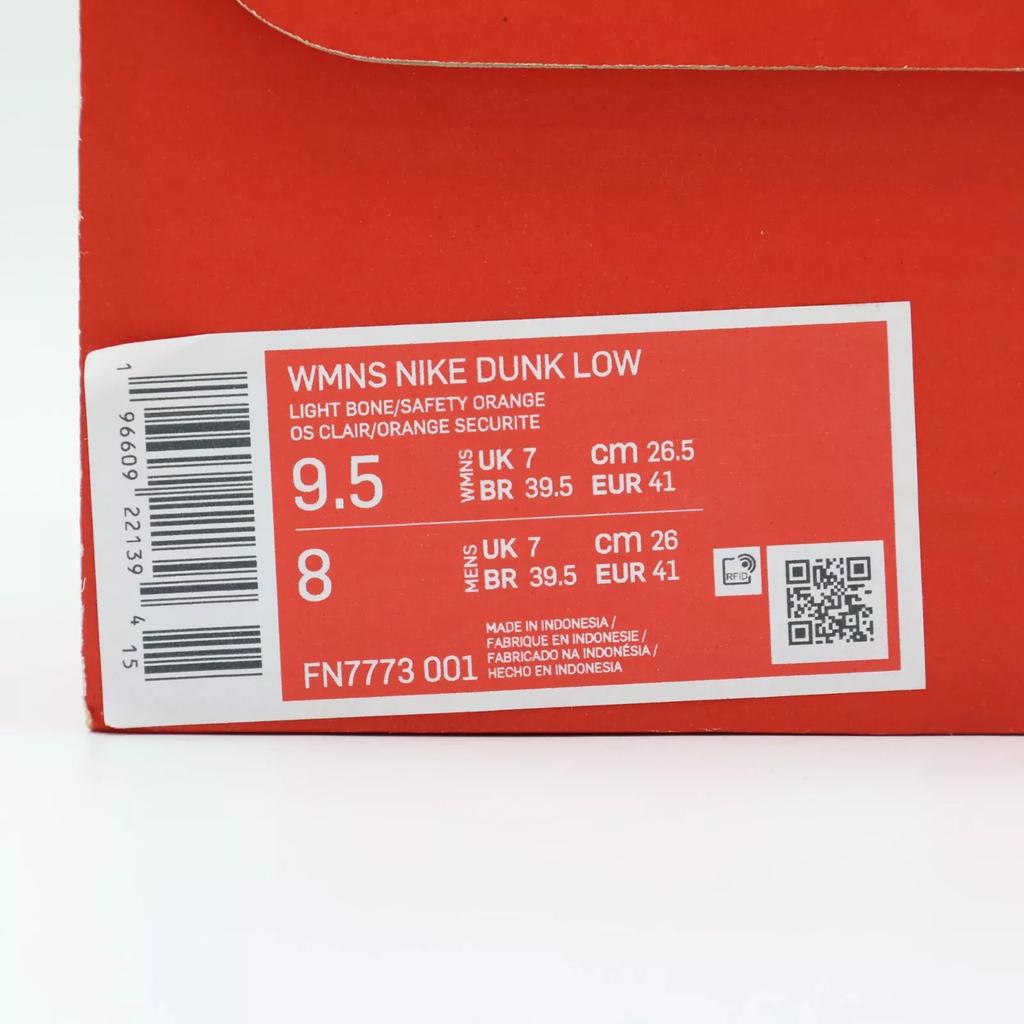 WMNS NIKE DUNK LOW
LIGHT BONE/SAFETY ORANGE
OS CLAIR/ORANGE SECURITE
9.5 WMNS UK 7 cm 26.5
BR 39.5 EUR 41
8 MENS UK 7 cm 26
BR 39.5 EUR 41
RFID
MADE IN INDONESIA /
FABRIQUE EN INDONESIE /
FABRICADO NA INDONÉSIA /
HECHO EN INDONESIA
FN7773 001
1 96609 22139 4 15